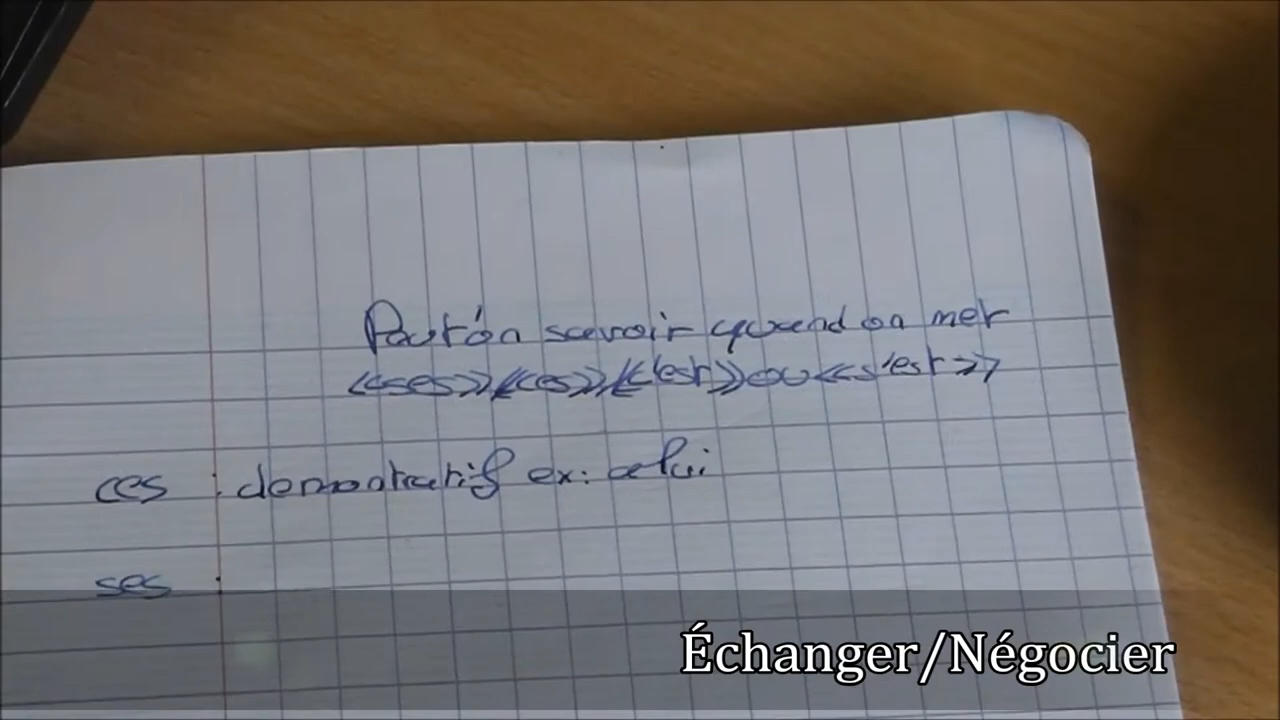 Peut'on savoir quand on met
<<ses>> <<ces>> <<c'est>> ou <<s'est>>
ces : demontratif ex: celui
ses :
Échanger/Négocier